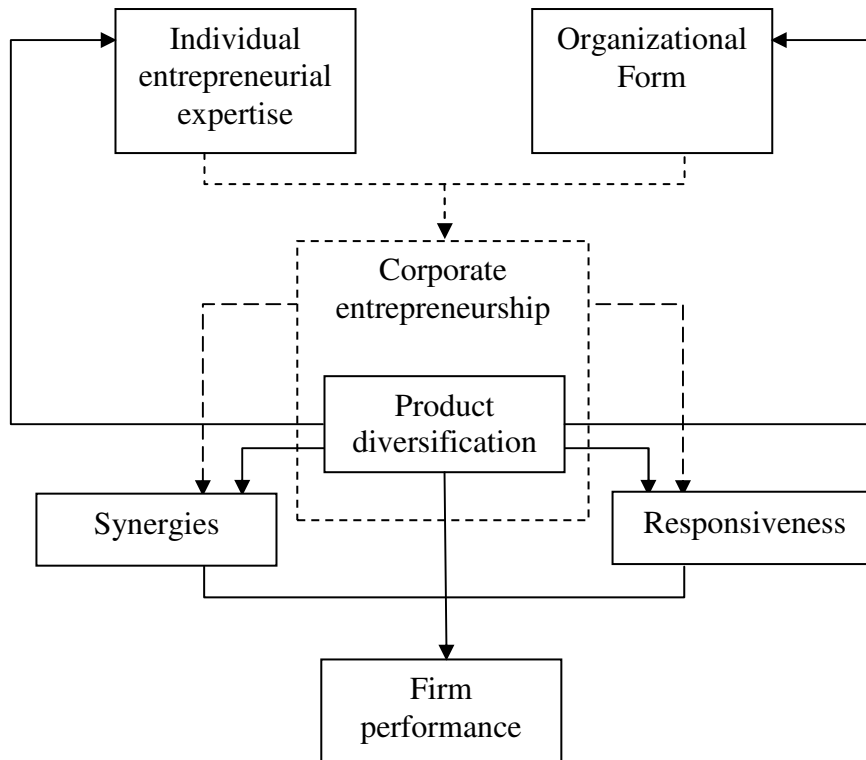 Individual
entrepreneurial
expertise
Organizational
Form
Corporate
entrepreneurship
Product
diversification
Synergies
Responsiveness
Firm
performance